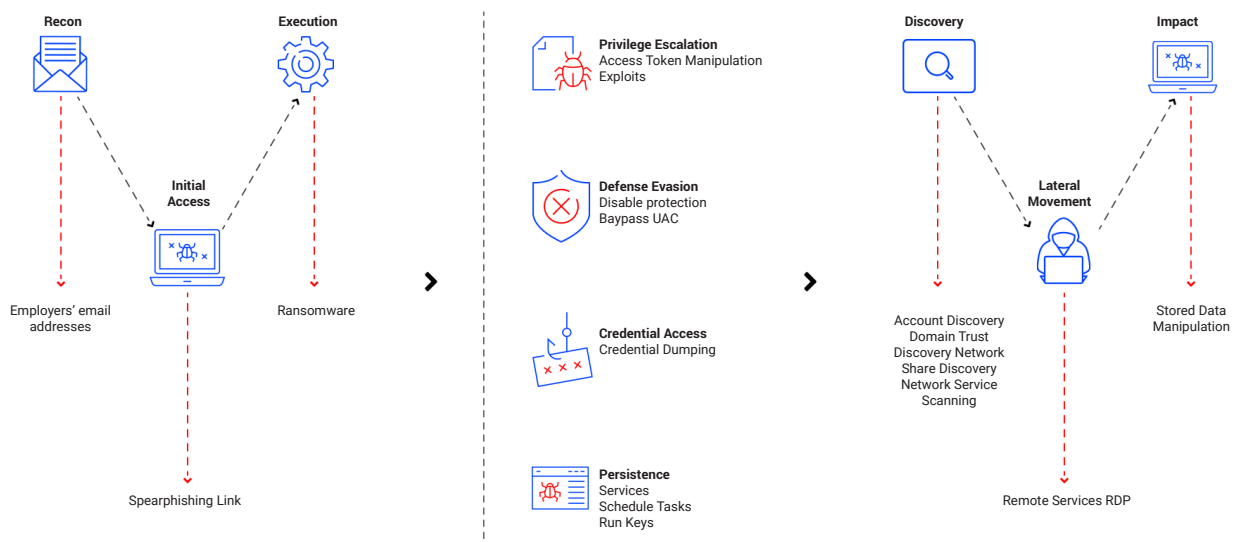 Recon
Execution
Initial
Access
Employers' email
addresses
Ransomware
Spearphishing Link
Privilege Escalation
Access Token Manipulation
Exploits
Defense Evasion
Disable protection
Baypass UAC
Credential Access
Credential Dumping
Persistence
Services
Schedule Tasks
Run Keys
Discovery
Impact
Lateral
Movement
Account Discovery
Domain Trust
Discovery Network
Share Discovery
Network Service
Scanning
Stored Data
Manipulation
Remote Services RDP